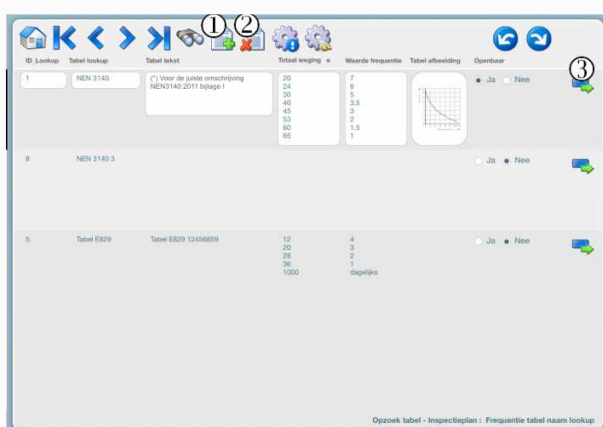 ① ②
ID_Lookup Tabel lookup Tabel tekst Totaal weging ≤ Waarde frequentie Tabel afbeelding Openbaar
③
1 NEN 3140 (*) Voor de juiste omschrijving 20 7 Ja Nee
NEN3140:2011 bijlage I 24 6
30 5
40 3,5
45 3
53 2
60 1.5
65 1
8 NEN 3140 3 Ja Nee
5 Tabel E829 Tabel E829 12456859 12 4 Ja Nee
20 3
28 2
36 1
1000 dagelijks
Opzoek tabel - Inspectieplan : Frequentie tabel naam lookup